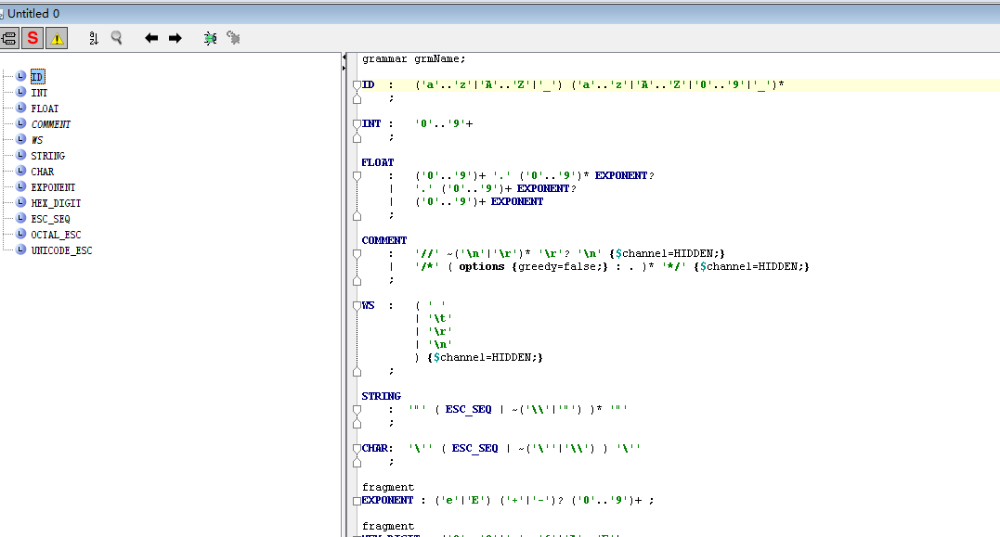 Untitled 0
S
ID
INT
FLOAT
COMMENT
WS
STRING
CHAR
EXPONENT
HEX_DIGIT
ESC_SEQ
OCTAL_ESC
UNICODE_ESC
grammar grmName;
ID : ('a'..'z'|'A'..'Z'|'_') ('a'..'z'|'A'..'Z'|'0'..'9'|'_')*
;
INT : '0'..'9'+
;
FLOAT
: ('0'..'9')+ '.' ('0'..'9')* EXPONENT?
| '.' ('0'..'9')+ EXPONENT?
| ('0'..'9')+ EXPONENT
;
COMMENT
: '//' ~('\n'|'\r')* '\r'? '\n' {$channel=HIDDEN;}
| '/*' ( options {greedy=false;} : . )* '*/' {$channel=HIDDEN;}
;
WS : ( ' '
| '\t'
| '\r'
| '\n'
) {$channel=HIDDEN;}
;
STRING
: '"' ( ESC_SEQ | ~('\\'|'"') )* '"'
;
CHAR: '\'' ( ESC_SEQ | ~('\''|'\\') ) '\''
;
fragment
EXPONENT : ('e'|'E') ('+'|'-')? ('0'..'9')+ ;
fragment